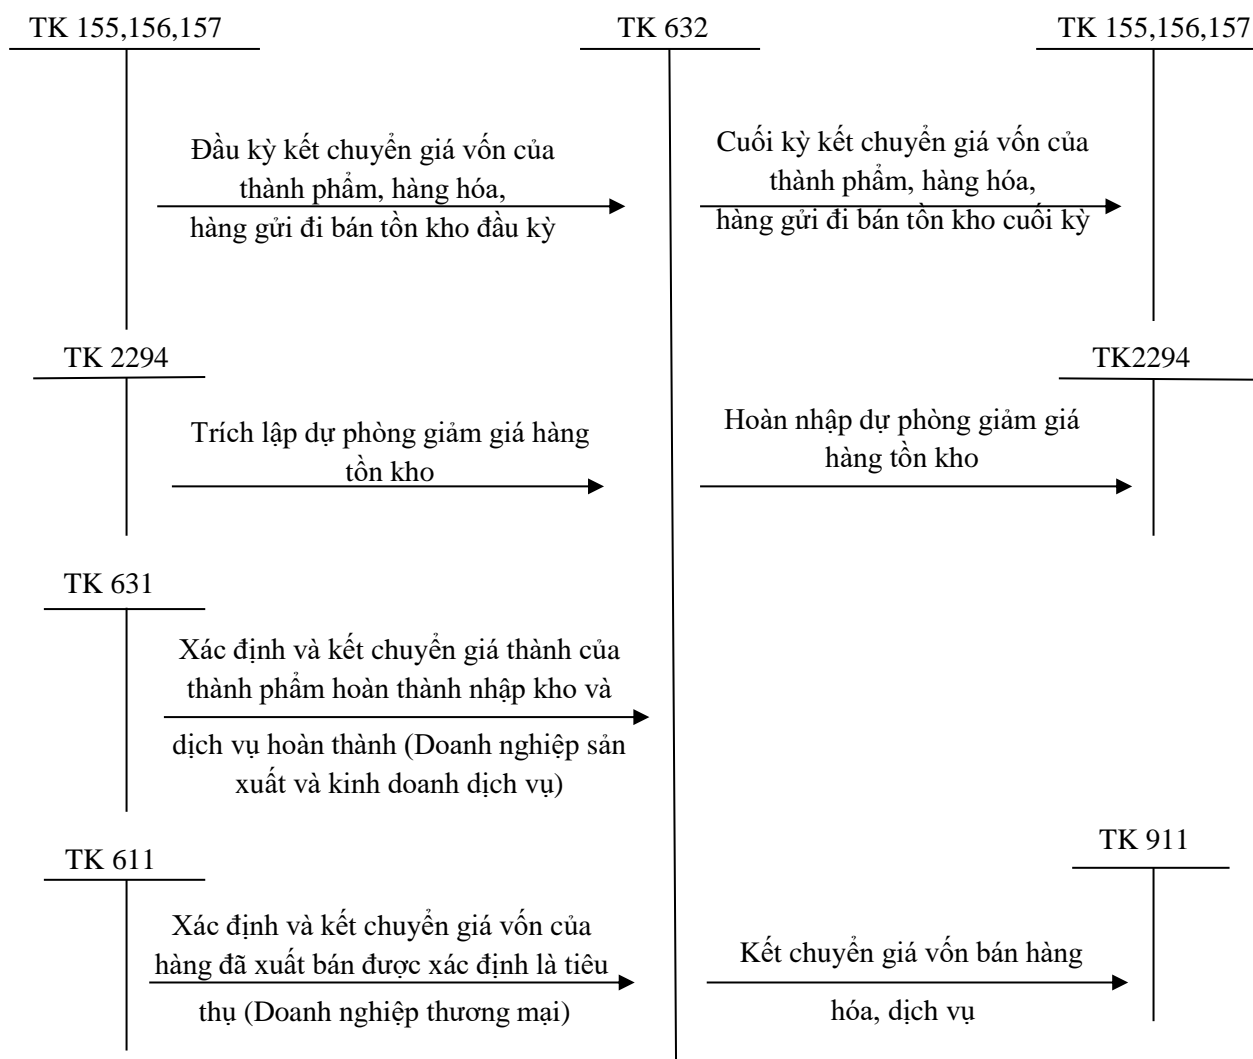 TK 155,156,157
TK 632
TK 155,156,157
Đầu kỳ kết chuyển giá vốn của
thành phẩm, hàng hóa,
hàng gửi đi bán tồn kho đầu kỳ
Cuối kỳ kết chuyển giá vốn của
thành phẩm, hàng hóa,
hàng gửi đi bán tồn kho cuối kỳ
TK 2294
TK2294
Trích lập dự phòng giảm giá hàng
tồn kho
Hoàn nhập dự phòng giảm giá
hàng tồn kho
TK 631
Xác định và kết chuyển giá thành của
thành phẩm hoàn thành nhập kho và
dịch vụ hoàn thành (Doanh nghiệp sản
xuất và kinh doanh dịch vụ)
TK 611
TK 911
Xác định và kết chuyển giá vốn của
hàng đã xuất bán được xác định là tiêu
thụ (Doanh nghiệp thương mại)
Kết chuyển giá vốn bán hàng
hóa, dịch vụ